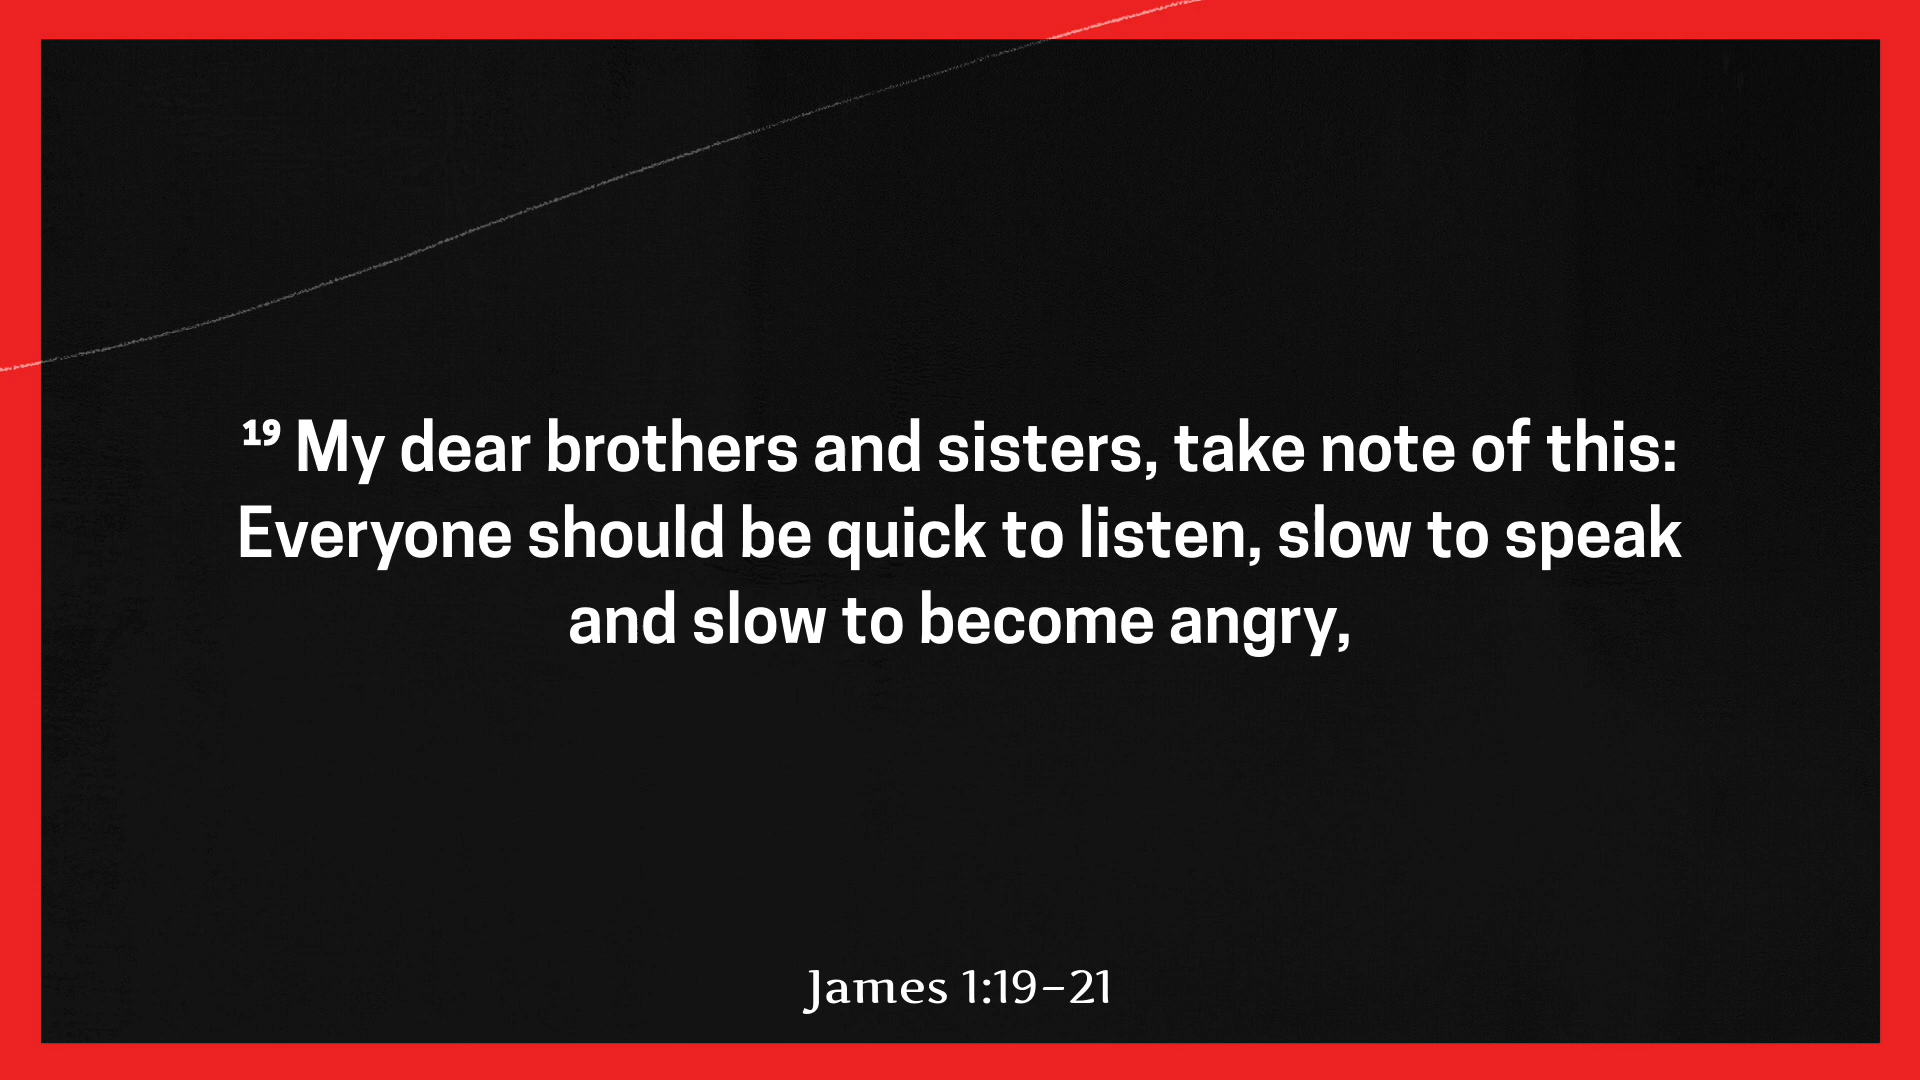 ¹⁹ My dear brothers and sisters, take note of this:
Everyone should be quick to listen, slow to speak
and slow to become angry,
James 1:19–21